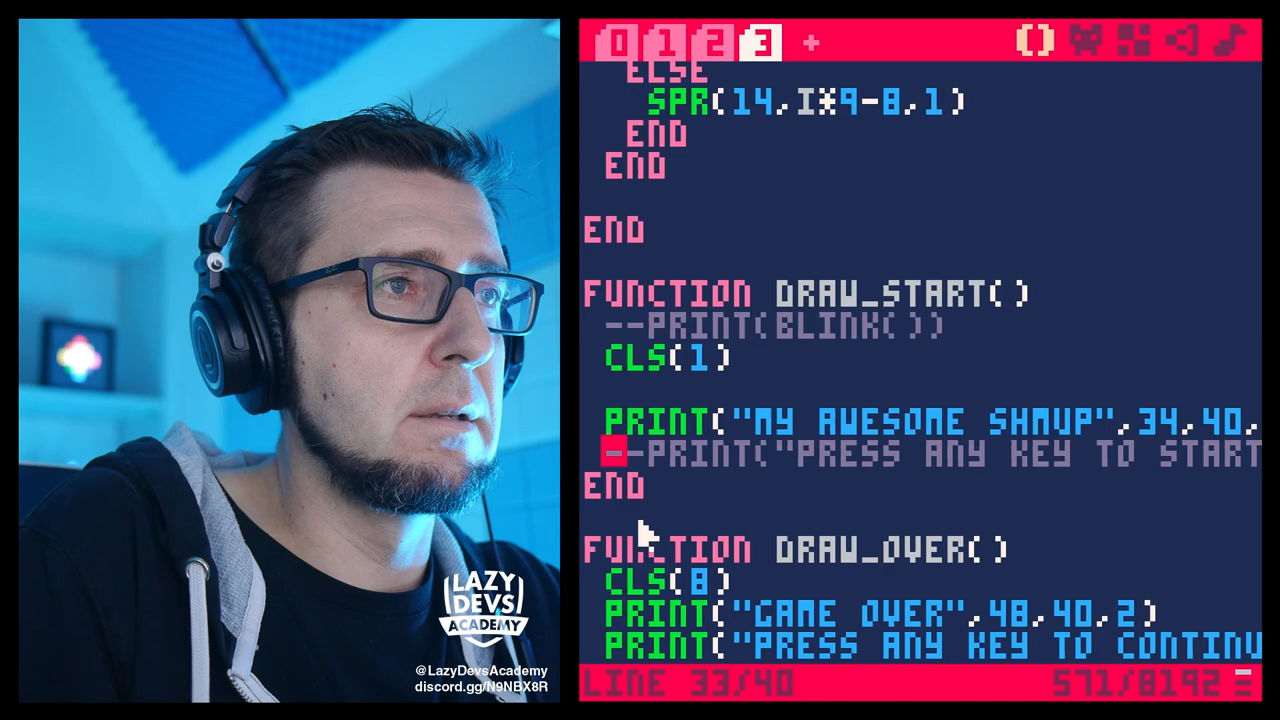 0 1 2 3 +
ELSE
SPR(14,I*9-8,1)
END
END
END
FUNCTION DRAW_START()
--PRINT(BLINK())
CLS(1)
PRINT("MY AWESOME SHMUP",34,40,
--PRINT("PRESS ANY KEY TO START
END
FUNCTION DRAW_OVER()
CLS(8)
PRINT("GAME OVER",48,40,2)
PRINT("PRESS ANY KEY TO CONTINU
LINE 33/40
571/8192
LAZY
DEVS
ACADEMY
@LazyDevsAcademy
discord.gg/N9NBX8R